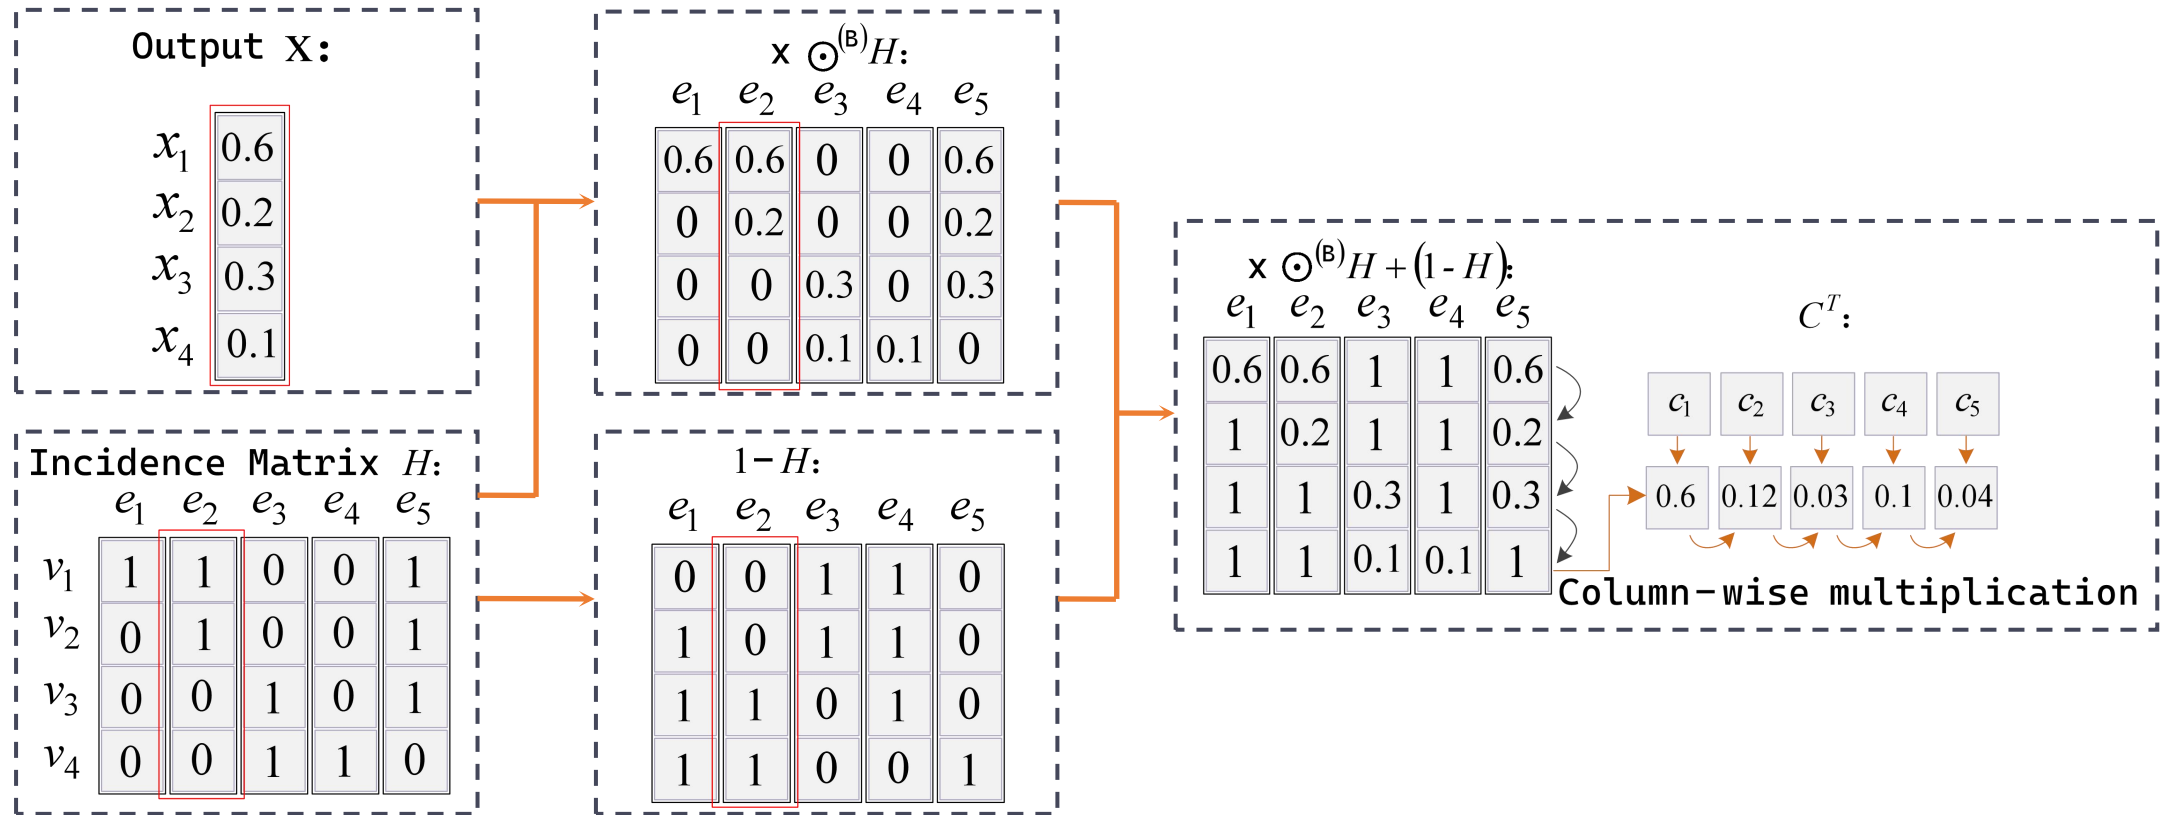 Output x:
x1 0.6
x2 0.2
x3 0.3
x4 0.1
Incidence Matrix H:
e1 e2 e3 e4 e5
v1 1 1 0 0 1
v2 0 1 0 0 1
v3 0 0 1 0 1
v4 0 0 1 1 0
x ⊙(B)H:
e1 e2 e3 e4 e5
0.6 0.6 0 0 0.6
0 0.2 0 0 0.2
0 0 0.3 0 0.3
0 0 0.1 0.1 0
1-H:
e1 e2 e3 e4 e5
0 0 1 1 0
1 0 1 1 0
1 1 0 1 0
1 1 0 0 1
x ⊙(B)H+(1-H):
e1 e2 e3 e4 e5
0.6 0.6 1 1 0.6
1 0.2 1 1 0.2
1 1 0.3 1 0.3
1 1 0.1 0.1 1
C^T:
c1 c2 c3 c4 c5
0.6 0.12 0.03 0.1 0.04
Column-wise multiplication